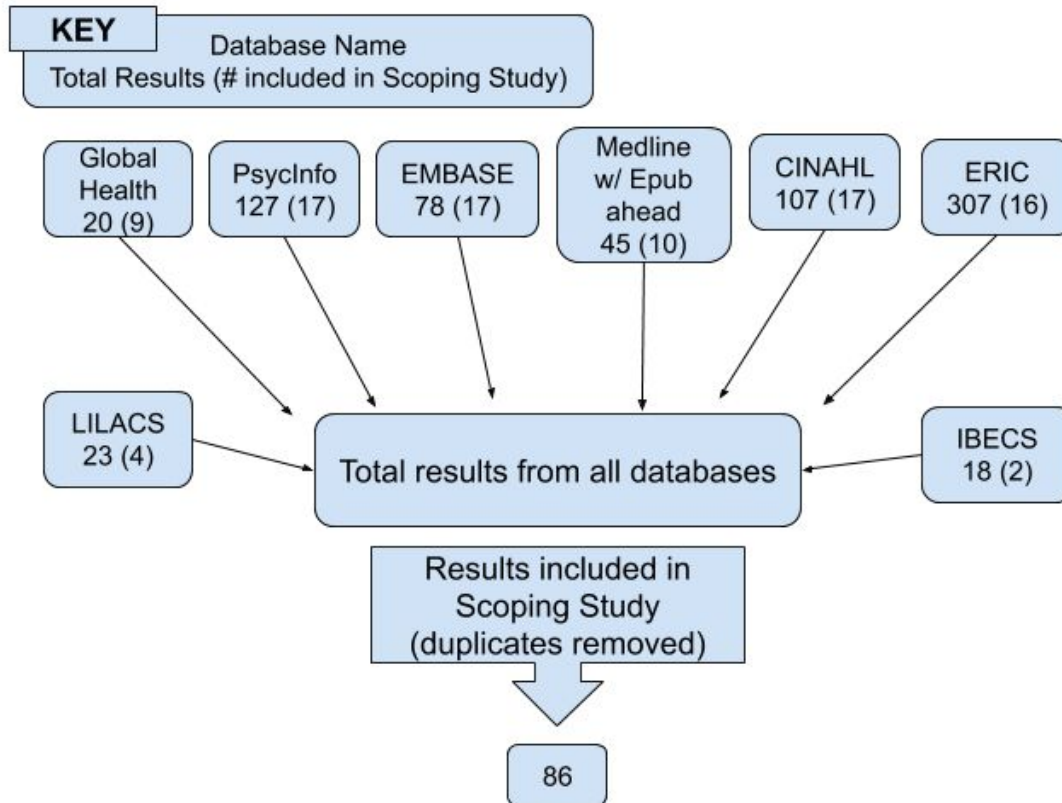 KEY
Database Name
Total Results (# included in Scoping Study)
Global
Health
20 (9)
PsycInfo
127 (17)
EMBASE
78 (17)
Medline
w/ Epub
ahead
45 (10)
CINAHL
107 (17)
ERIC
307 (16)
LILACS
23 (4)
Total results from all databases
IBECS
18 (2)
Results included in
Scoping Study
(duplicates removed)
86